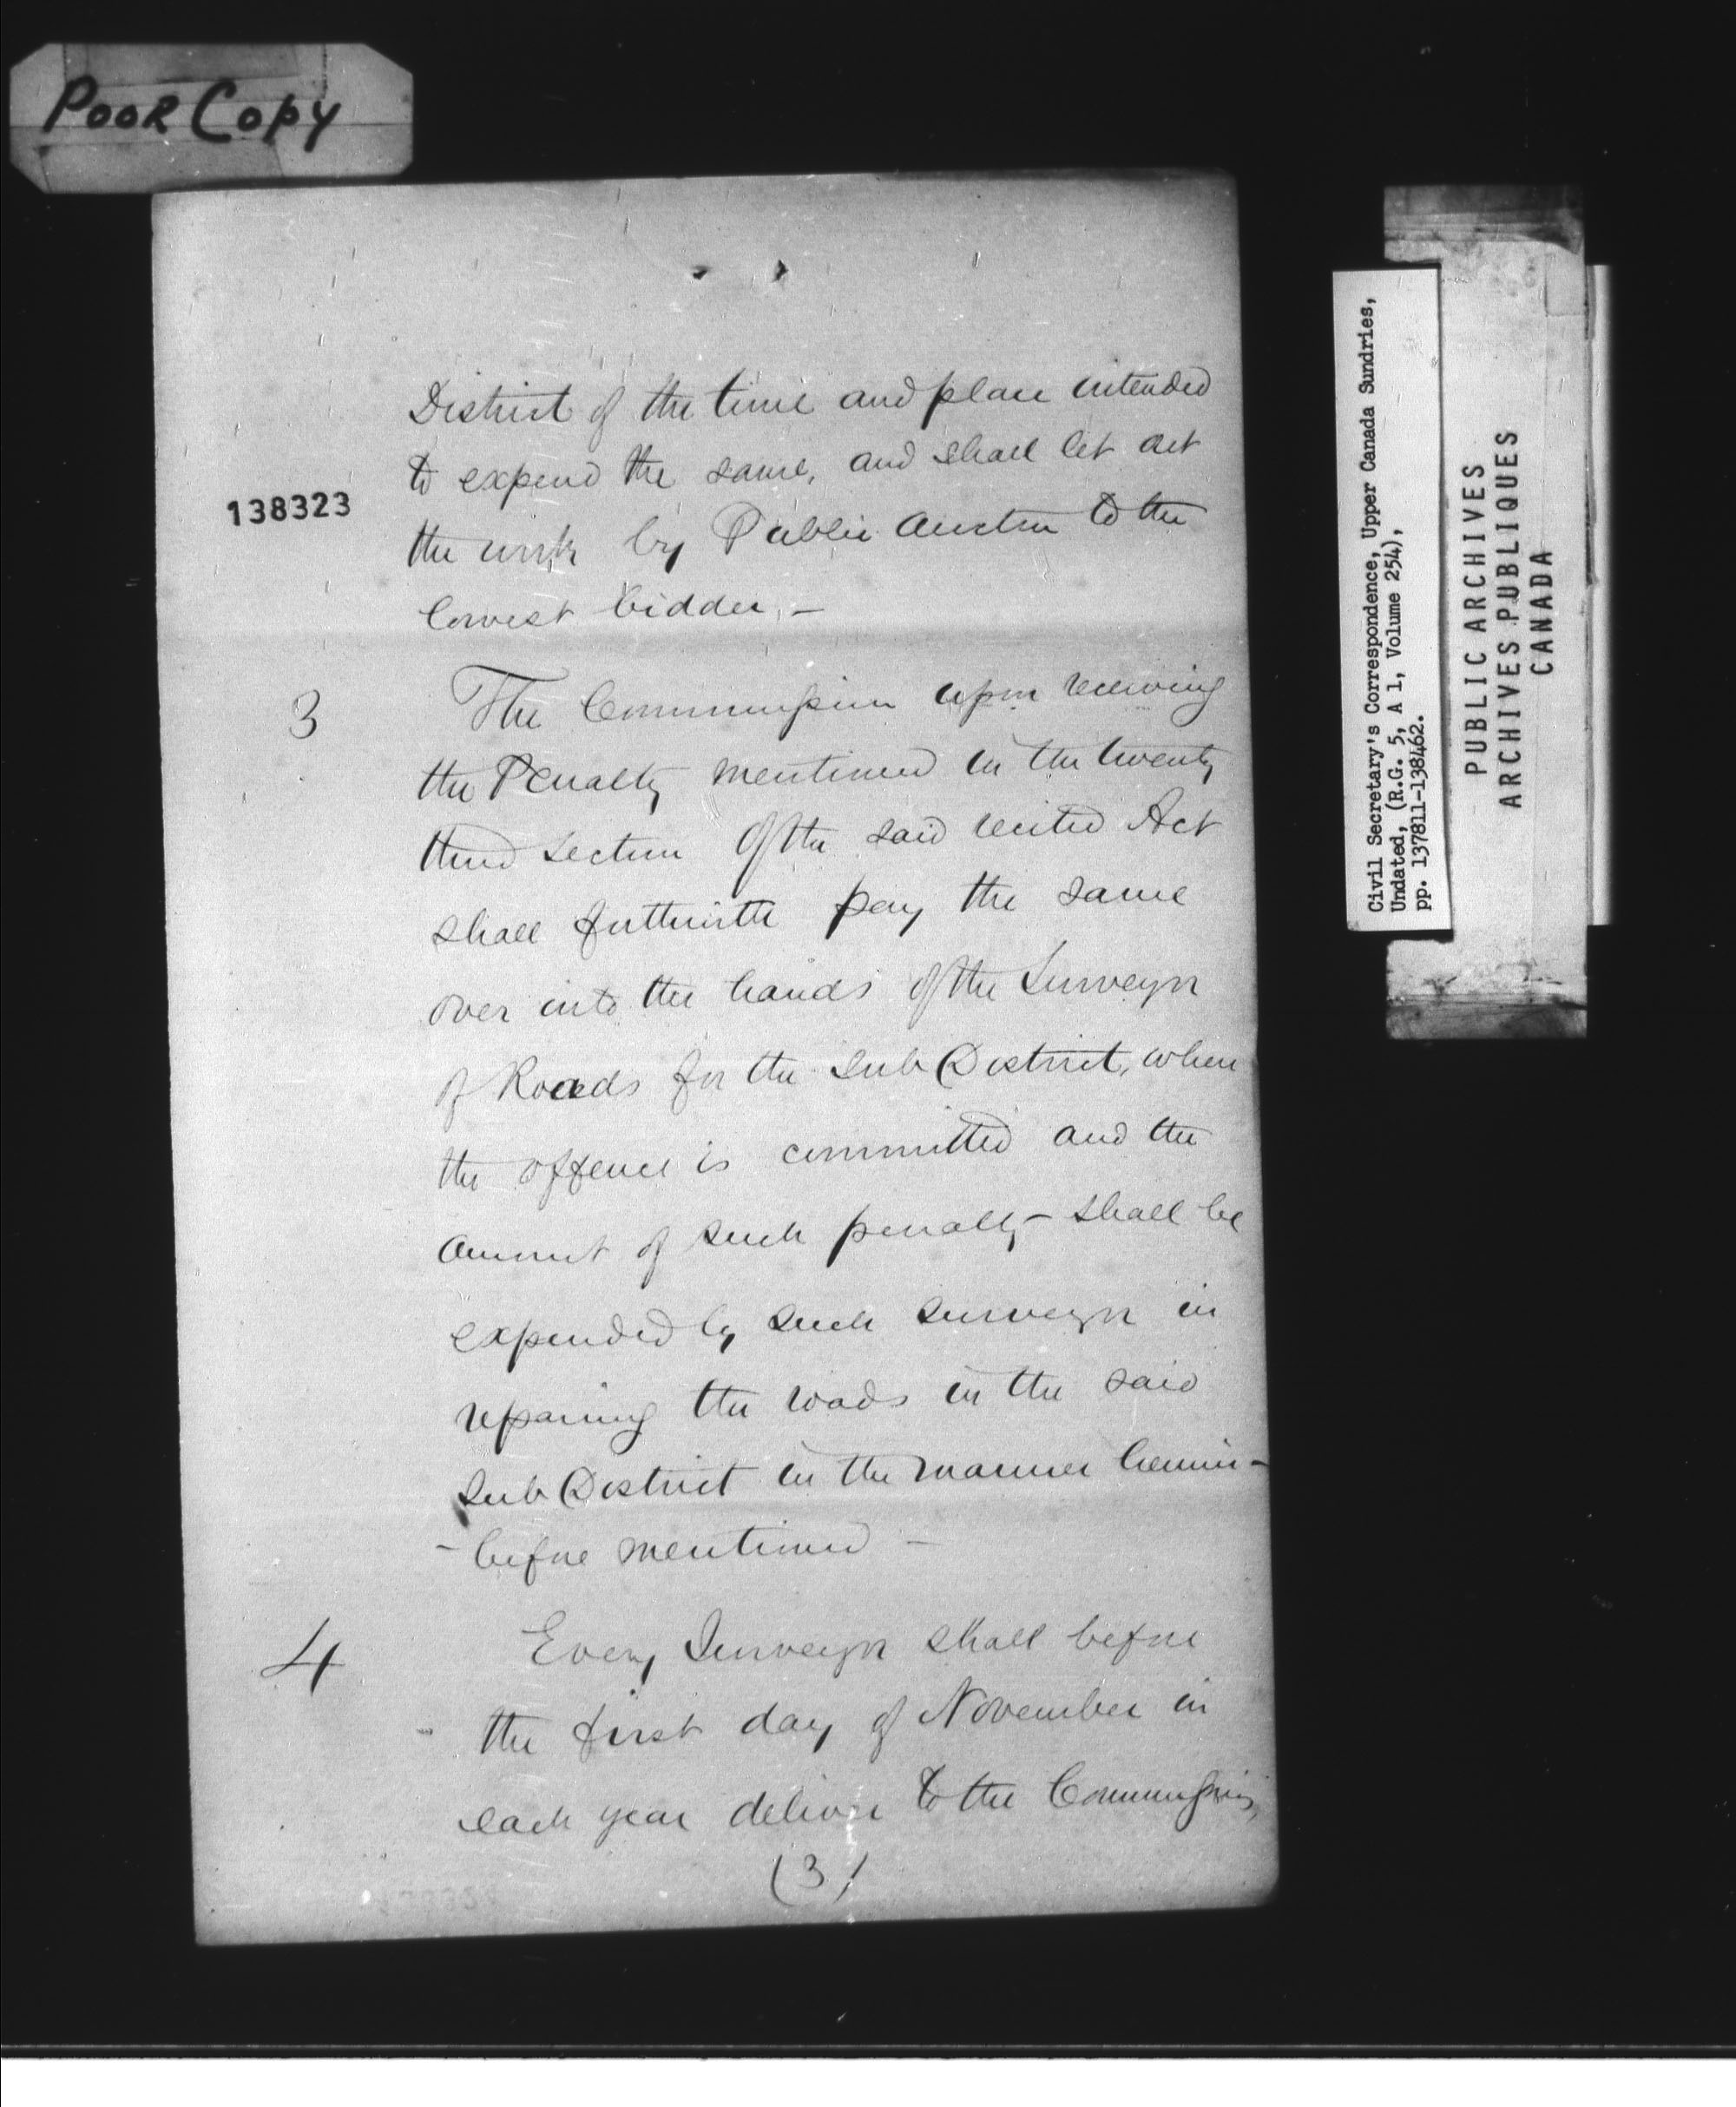 POOR COPY
District of the time and place intended
to expend the same, and shall let out
138323
the work by Public Auction to the
lowest bidder, –
3 The Commission upon receiving
the Penalty mentioned in the twenty
third section of the said recited Act
shall forthwith pay the same
over into the hands of the Surveyor
of Roads for the sub District, when
the offence is committed and the
amount of such penalty – shall be
expended by such surveyor in
repairing the roads in the said
sub District in the manner herein-
- before mentioned –
4 Every Surveyor shall before
the first day of November in
each year deliver to the
(3)
Civil Secretary's Correspondence, Upper Canada Sundries,
Undated, (R.G. 5, A 1, Volume 254),
pp. 137811-138462.
PUBLIC ARCHIVES
ARCHIVES PUBLIQUES
CANADA